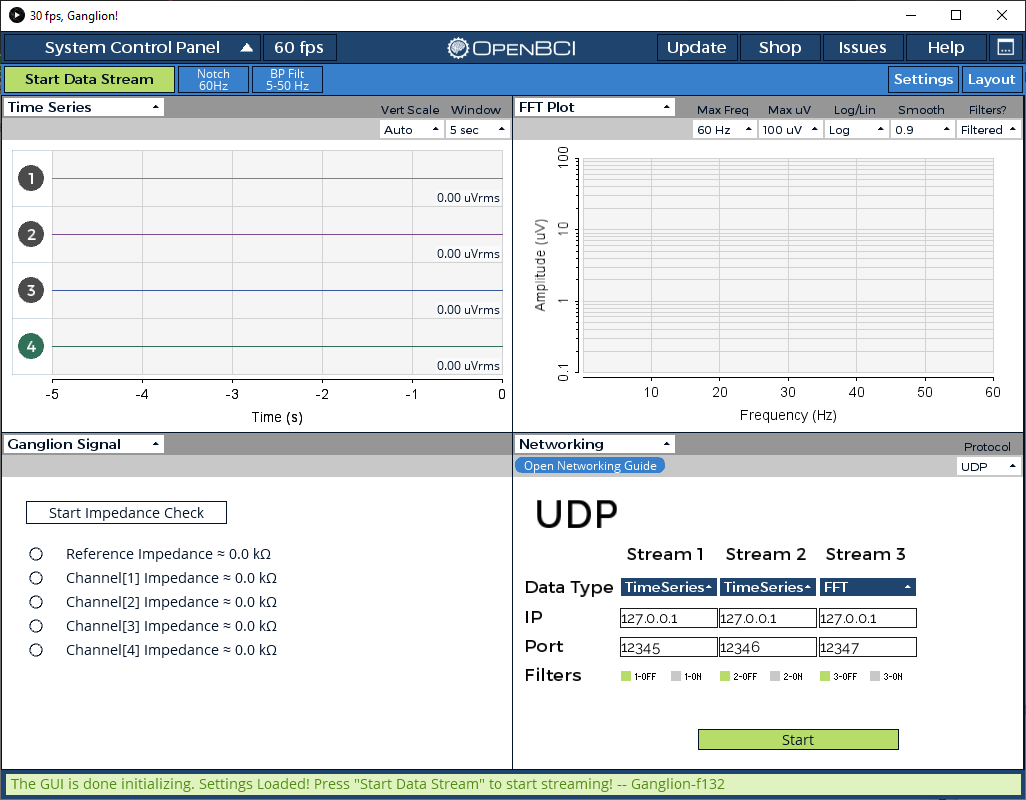 30 fps, Ganglion!
System Control Panel 60 fps OpenBCI Update Shop Issues Help
Start Data Stream Notch 60Hz BP Filt 5-50 Hz Settings Layout
Time Series
Vert Scale Window
Auto 5 sec
1
0.00 uVrms
2
0.00 uVrms
3
0.00 uVrms
4
0.00 uVrms
-5 -4 -3 -2 -1 0
Time (s)
FFT Plot
Max Freq Max uV Log/Lin Smooth Filters?
60 Hz 100 uV Log 0.9 Filtered
100
10
1
0.1
Amplitude (uV)
10 20 30 40 50 60
Frequency (Hz)
Ganglion Signal
Start Impedance Check
Reference Impedance ≈ 0.0 kΩ
Channel[1] Impedance ≈ 0.0 kΩ
Channel[2] Impedance ≈ 0.0 kΩ
Channel[3] Impedance ≈ 0.0 kΩ
Channel[4] Impedance ≈ 0.0 kΩ
Networking
Protocol
Open Networking Guide UDP
UDP
Stream 1 Stream 2 Stream 3
Data Type TimeSeries TimeSeries FFT
IP 127.0.0.1 127.0.0.1 127.0.0.1
Port 12345 12346 12347
Filters 1-OFF 1-ON 2-OFF 2-ON 3-OFF 3-ON
Start
The GUI is done initializing. Settings Loaded! Press "Start Data Stream" to start streaming! -- Ganglion-f132